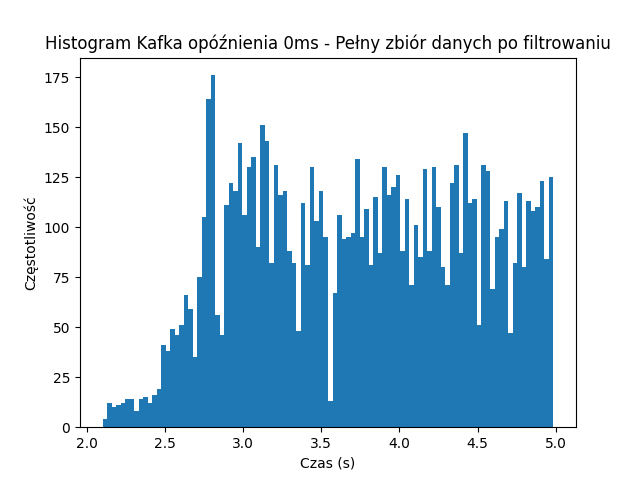 Histogram Kafka opóźnienia 0ms - Pełny zbiór danych po filtrowaniu
175
150
125
100
75
50
25
0
Częstotliwość
2.0 2.5 3.0 3.5 4.0 4.5 5.0
Czas (s)